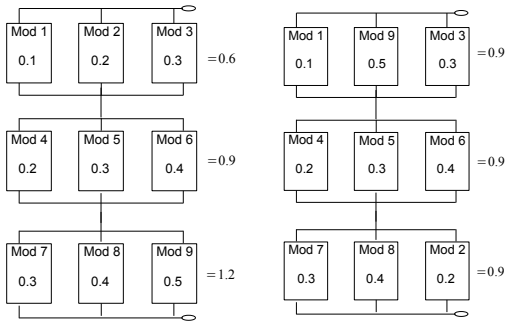 Mod 1 Mod 2 Mod 3
0.1 0.2 0.3 =0.6
Mod 4 Mod 5 Mod 6
0.2 0.3 0.4 =0.9
Mod 7 Mod 8 Mod 9
0.3 0.4 0.5 =1.2
Mod 1 Mod 9 Mod 3
0.1 0.5 0.3 =0.9
Mod 4 Mod 5 Mod 6
0.2 0.3 0.4 =0.9
Mod 7 Mod 8 Mod 2
0.3 0.4 0.2 =0.9